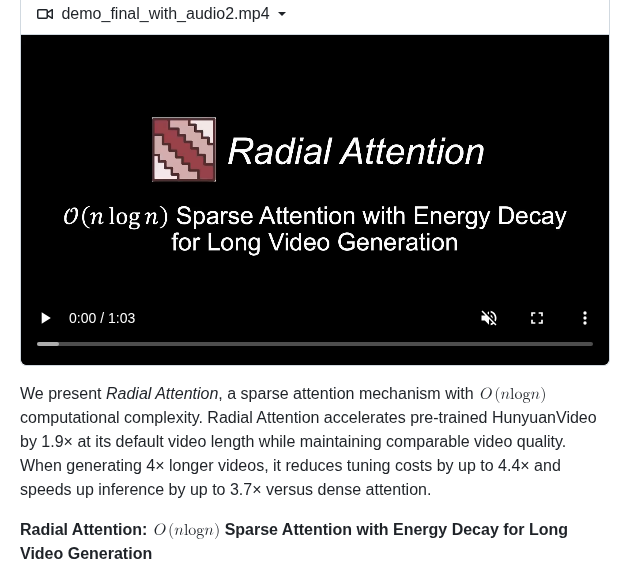 demo_final_with_audio2.mp4
Radial Attention
𝒪(n log n) Sparse Attention with Energy Decay
for Long Video Generation
0:00 / 1:03
We present Radial Attention, a sparse attention mechanism with O(nlogn)
computational complexity. Radial Attention accelerates pre-trained HunyuanVideo
by 1.9× at its default video length while maintaining comparable video quality.
When generating 4× longer videos, it reduces tuning costs by up to 4.4× and
speeds up inference by up to 3.7× versus dense attention.
Radial Attention: O(nlogn) Sparse Attention with Energy Decay for Long
Video Generation